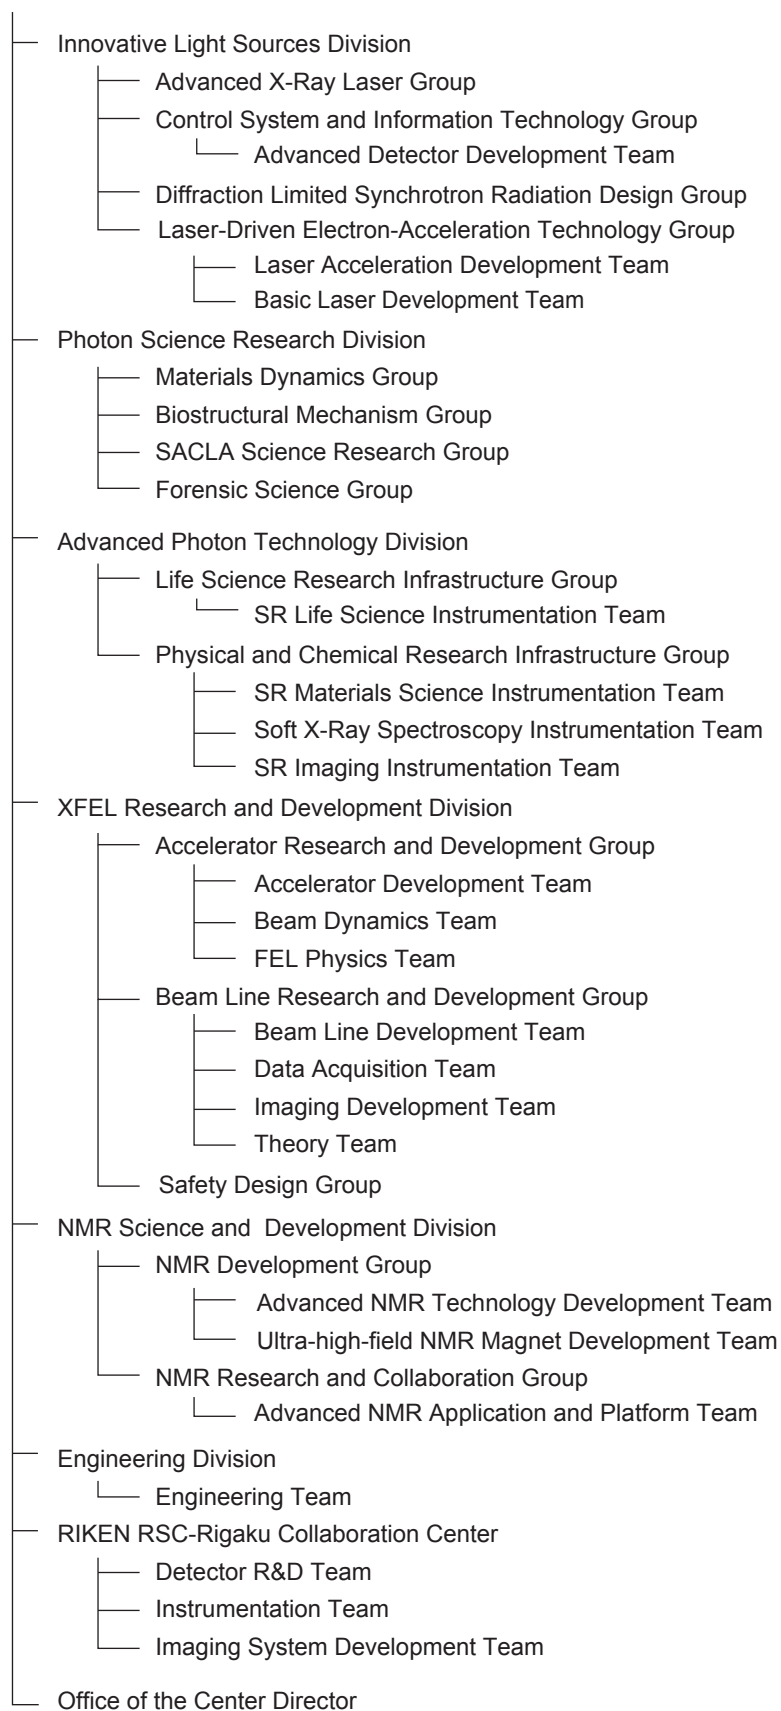 Innovative Light Sources Division
Advanced X-Ray Laser Group
Control System and Information Technology Group
Advanced Detector Development Team
Diffraction Limited Synchrotron Radiation Design Group
Laser-Driven Electron-Acceleration Technology Group
Laser Acceleration Development Team
Basic Laser Development Team
Photon Science Research Division
Materials Dynamics Group
Biostructural Mechanism Group
SACLA Science Research Group
Forensic Science Group
Advanced Photon Technology Division
Life Science Research Infrastructure Group
SR Life Science Instrumentation Team
Physical and Chemical Research Infrastructure Group
SR Materials Science Instrumentation Team
Soft X-Ray Spectroscopy Instrumentation Team
SR Imaging Instrumentation Team
XFEL Research and Development Division
Accelerator Research and Development Group
Accelerator Development Team
Beam Dynamics Team
FEL Physics Team
Beam Line Research and Development Group
Beam Line Development Team
Data Acquisition Team
Imaging Development Team
Theory Team
Safety Design Group
NMR Science and  Development Division
NMR Development Group
Advanced NMR Technology Development Team
Ultra-high-field NMR Magnet Development Team
NMR Research and Collaboration Group
Advanced NMR Application and Platform Team
Engineering Division
Engineering Team
RIKEN RSC-Rigaku Collaboration Center
Detector R&D Team
Instrumentation Team
Imaging System Development Team
Office of the Center Director